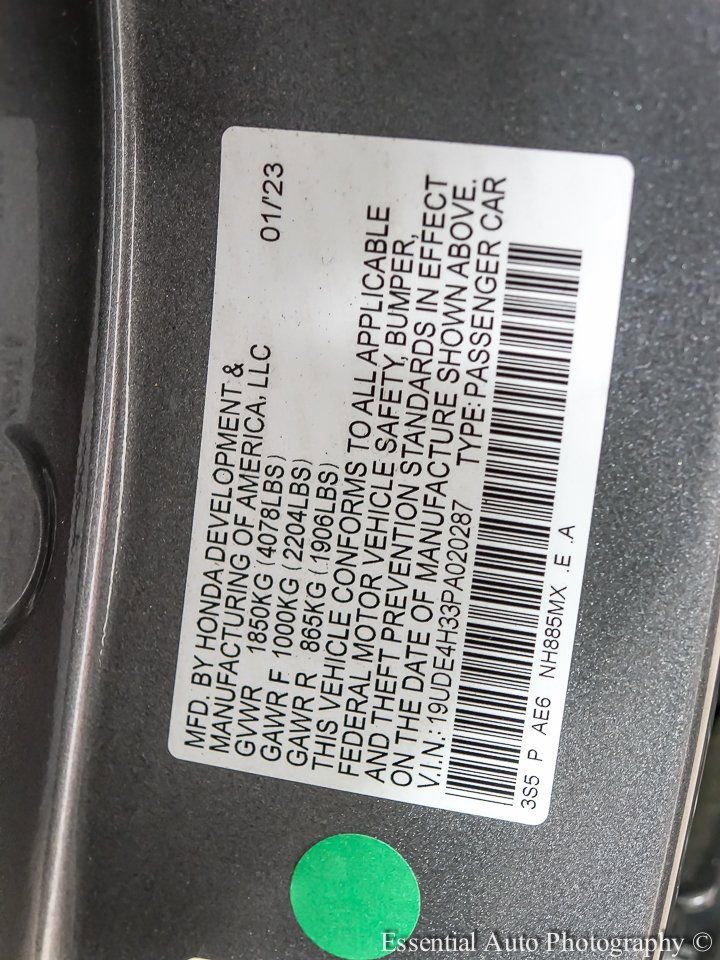 MFD. BY HONDA DEVELOPMENT &
MANUFACTURING OF AMERICA, LLC 01/'23
GVWR 1850KG (4078LBS)
GAWR F 1000KG (2204LBS)
GAWR R 865KG (1906LBS)
THIS VEHICLE CONFORMS TO ALL APPLICABLE
FEDERAL MOTOR VEHICLE SAFETY, BUMPER,
AND THEFT PREVENTION STANDARDS IN EFFECT
ON THE DATE OF MANUFACTURE SHOWN ABOVE.
V.I.N.: 19UDE4H33PA020287 TYPE: PASSENGER CAR
3S5 P AE6 NH885MX .E .A
Essential Auto Photography ©